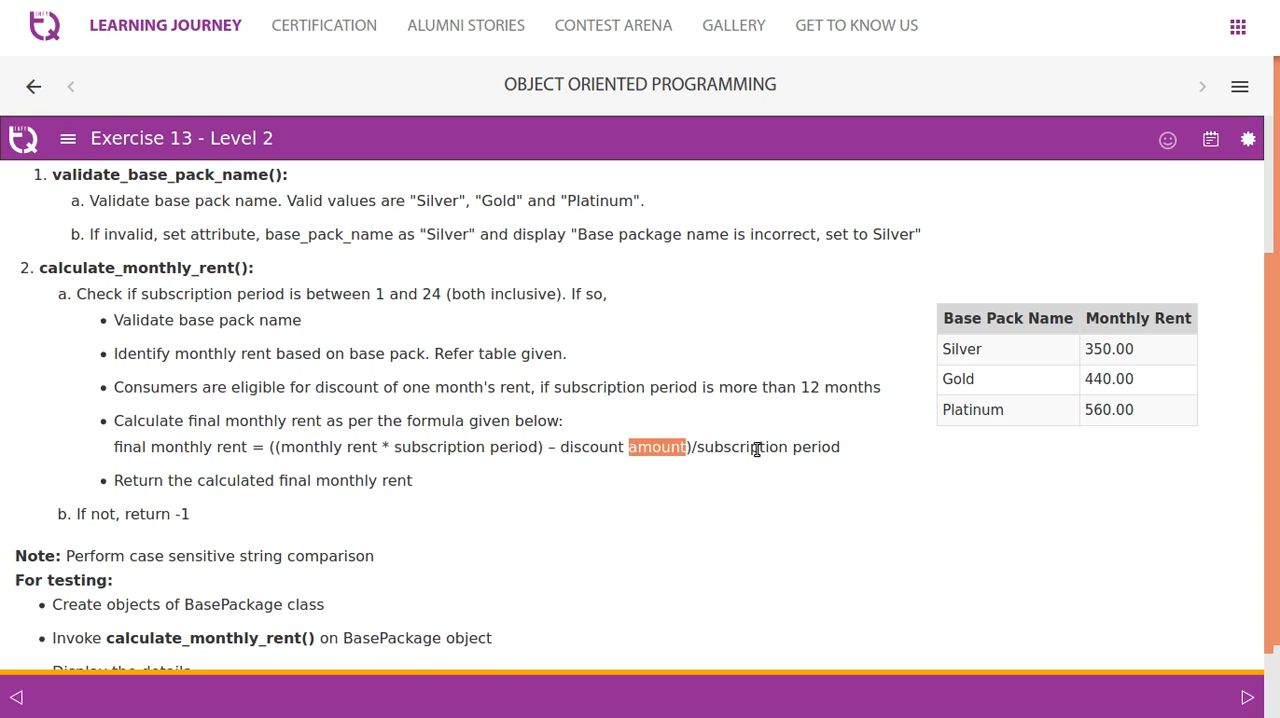 LEARNING JOURNEY CERTIFICATION ALUMNI STORIES CONTEST ARENA GALLERY GET TO KNOW US
OBJECT ORIENTED PROGRAMMING
Exercise 13 - Level 2
1. validate_base_pack_name():
a. Validate base pack name. Valid values are "Silver", "Gold" and "Platinum".
b. If invalid, set attribute, base_pack_name as "Silver" and display "Base package name is incorrect, set to Silver"
2. calculate_monthly_rent():
a. Check if subscription period is between 1 and 24 (both inclusive). If so,
• Validate base pack name
• Identify monthly rent based on base pack. Refer table given.
• Consumers are eligible for discount of one month's rent, if subscription period is more than 12 months
• Calculate final monthly rent as per the formula given below:
final monthly rent = ((monthly rent * subscription period) – discount amount)/subscription period
• Return the calculated final monthly rent
b. If not, return -1
Base Pack Name Monthly Rent
Silver 350.00
Gold 440.00
Platinum 560.00
Note: Perform case sensitive string comparison
For testing:
• Create objects of BasePackage class
• Invoke calculate_monthly_rent() on BasePackage object
• Display the details